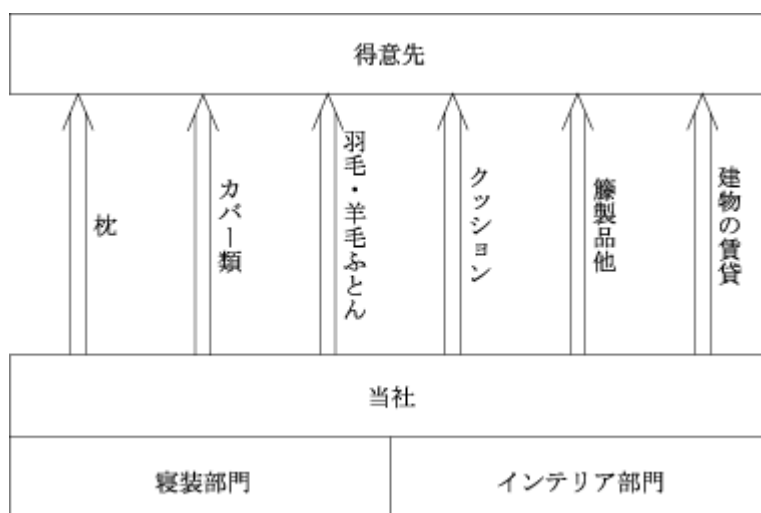 得意先
枕
カバー類
羽毛・羊毛ふとん
クッション
籐製品他
建物の賃貸
当社
寝装部門
インテリア部門